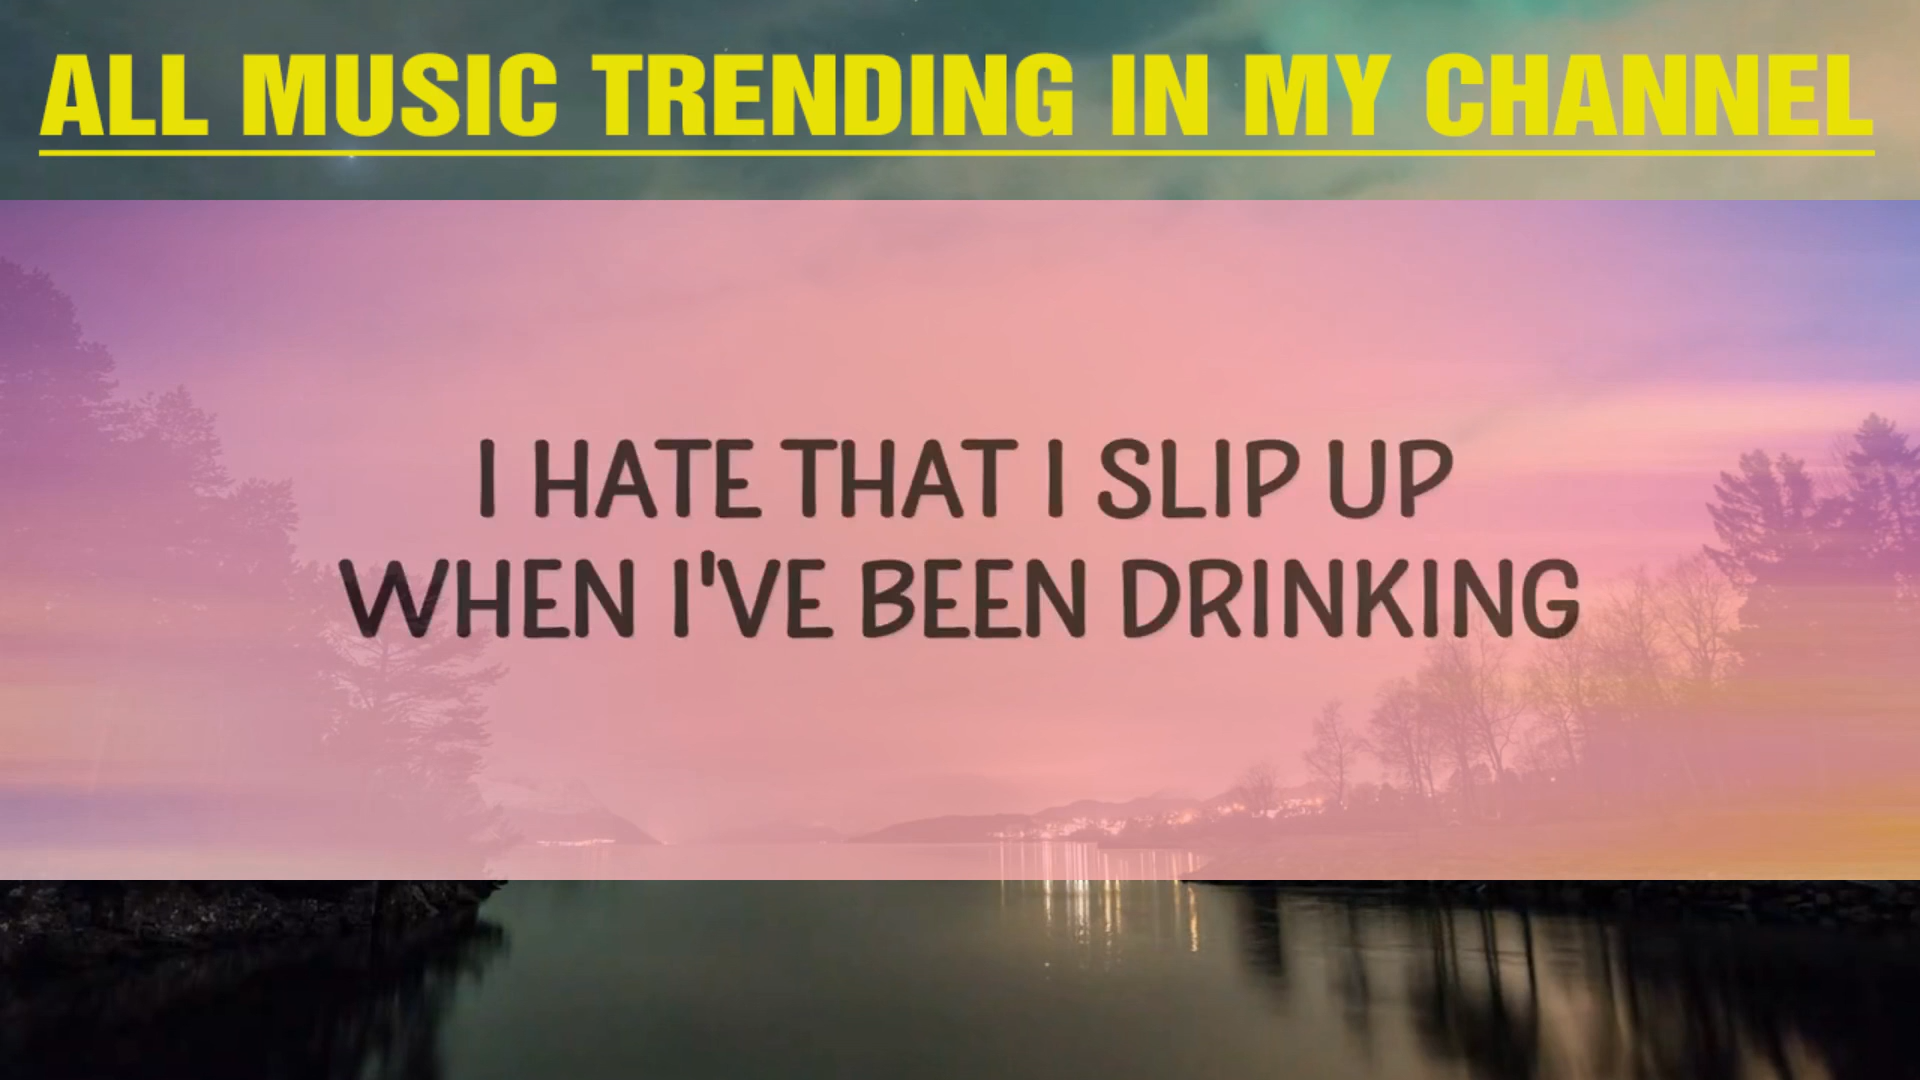 ALL MUSIC TRENDING IN MY CHANNEL
I HATE THAT I SLIP UP
WHEN I'VE BEEN DRINKING